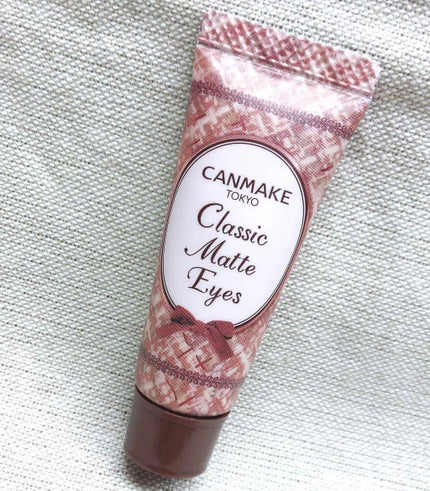 CANMAKE
TOKYO
Classic
Matte
Eyes